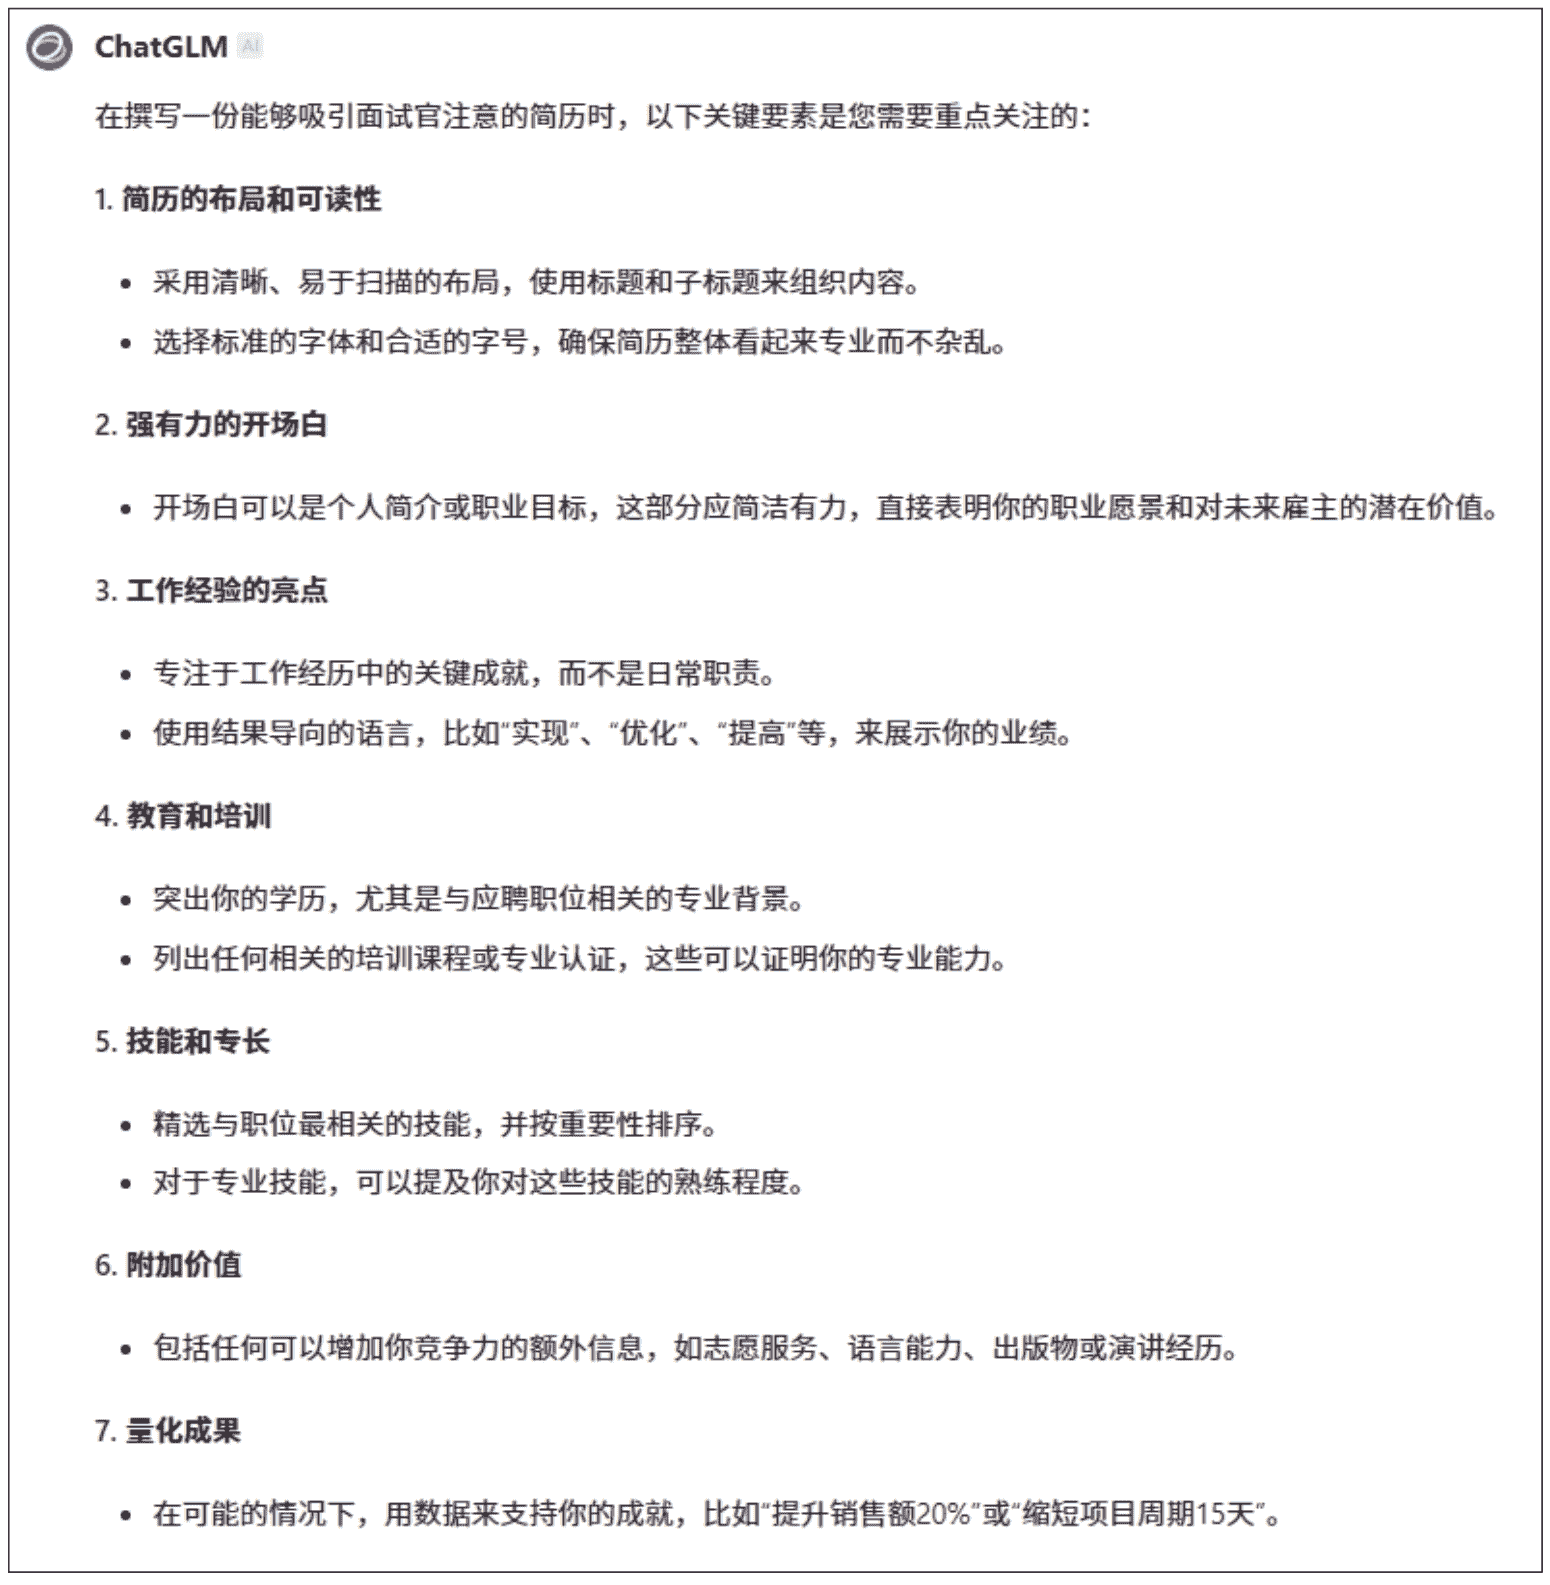 ChatGLM AI
在撰写一份能够吸引面试官注意的简历时，以下关键要素是您需要重点关注的：
1. 简历的布局和可读性
• 采用清晰、易于扫描的布局，使用标题和子标题来组织内容。
• 选择标准的字体和合适的字号，确保简历整体看起来专业而不杂乱。
2. 强有力的开场白
• 开场白可以是个人简介或职业目标，这部分应简洁有力，直接表明你的职业愿景和对未来雇主的潜在价值。
3. 工作经验的亮点
• 专注于工作经历中的关键成就，而不是日常职责。
• 使用结果导向的语言，比如“实现”、“优化”、“提高”等，来展示你的业绩。
4. 教育和培训
• 突出你的学历，尤其是与应聘职位相关的专业背景。
• 列出任何相关的培训课程或专业认证，这些可以证明你的专业能力。
5. 技能和专长
• 精选与职位最相关的技能，并按重要性排序。
• 对于专业技能，可以提及你对这些技能的熟练程度。
6. 附加价值
• 包括任何可以增加你竞争力的额外信息，如志愿服务、语言能力、出版物或演讲经历。
7. 量化成果
• 在可能的情况下，用数据来支持你的成就，比如“提升销售额20%”或“缩短项目周期15天”。